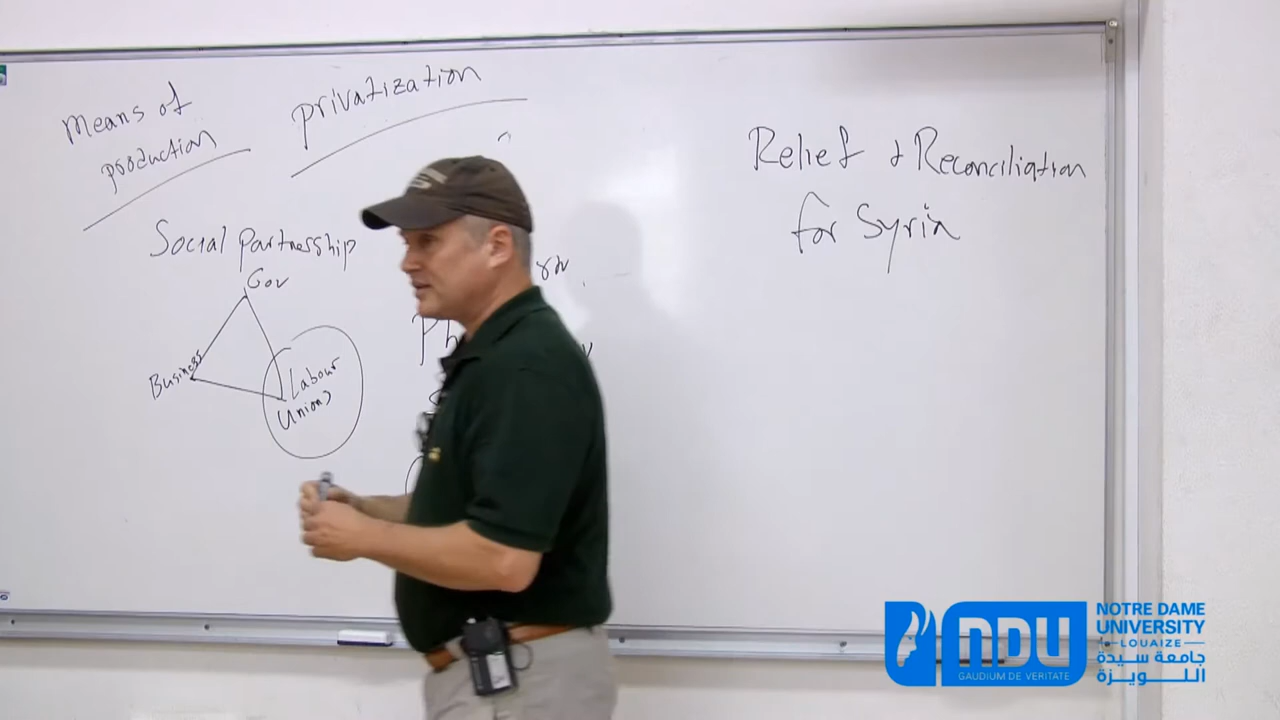 means of
production
privatization
Social partnership
Gov
Business
Labour
Unions
Relief & Reconciliation
for Syria
NDU
GAUDIUM DE VERITATE
NOTRE DAME
UNIVERSITY
LOUAIZE
جامعة سيدة
اللويزة